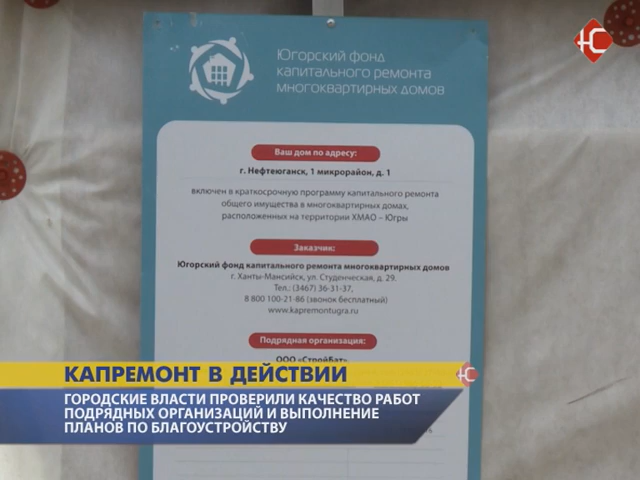 Югорский фонд
капитального ремонта
многоквартирных домов
Ваш дом по адресу:
г. Нефтеюганск, 1 микрорайон, д. 1
включен в краткосрочную программу капитального ремонта
общего имущества в многоквартирных домах,
расположенных на территории ХМАО – Югры
Заказчик:
Югорский фонд капитального ремонта многоквартирных домов
г. Ханты-Мансийск, ул. Студенческая, д. 29.
Тел.: (3467) 36-31-37,
8 800 100-21-86 (звонок бесплатный)
www.kapremontugra.ru
Подрядная организация:
ООО «СтройБат»
КАПРЕМОНТ В ДЕЙСТВИИ
ГОРОДСКИЕ ВЛАСТИ ПРОВЕРИЛИ КАЧЕСТВО РАБОТ
ПОДРЯДНЫХ ОРГАНИЗАЦИЙ И ВЫПОЛНЕНИЕ
ПЛАНОВ ПО БЛАГОУСТРОЙСТВУ